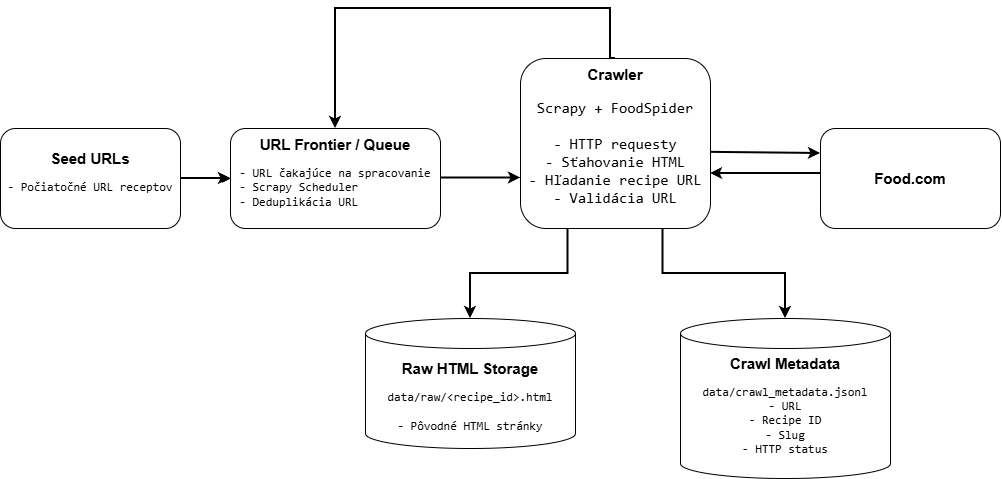 Seed URLs
- Počiatočné URL receptov
URL Frontier / Queue
- URL čakajúce na spracovanie
- Scrapy Scheduler
- Deduplikácia URL
Crawler
Scrapy + FoodSpider
- HTTP requesty
- Sťahovanie HTML
- Hľadanie recipe URL
- Validácia URL
Food.com
Raw HTML Storage
data/raw/<recipe_id>.html
- Pôvodné HTML stránky
Crawl Metadata
data/crawl_metadata.jsonl
- URL
- Recipe ID
- Slug
- HTTP status